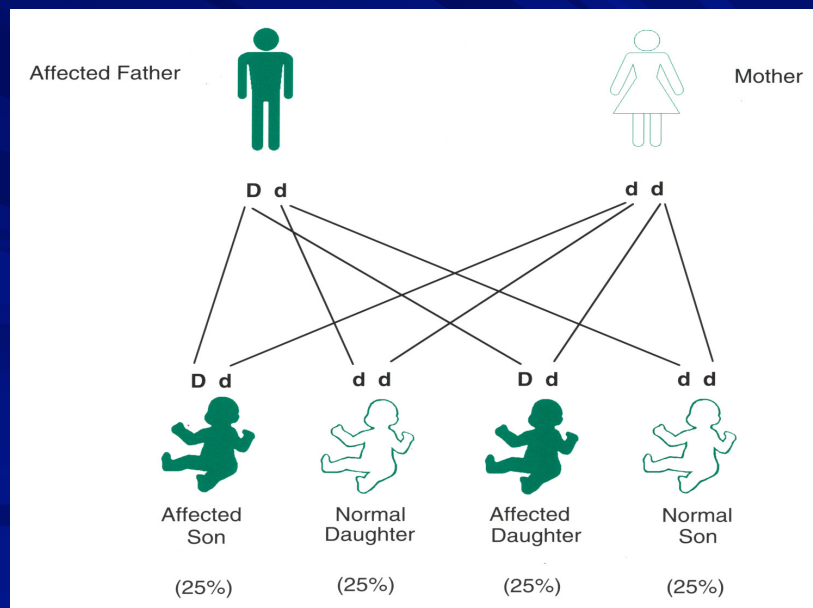 Affected Father
Mother
D d
d d
D d
d d
D d
d d
Affected
Son
Normal
Daughter
Affected
Daughter
Normal
Son
(25%)
(25%)
(25%)
(25%)